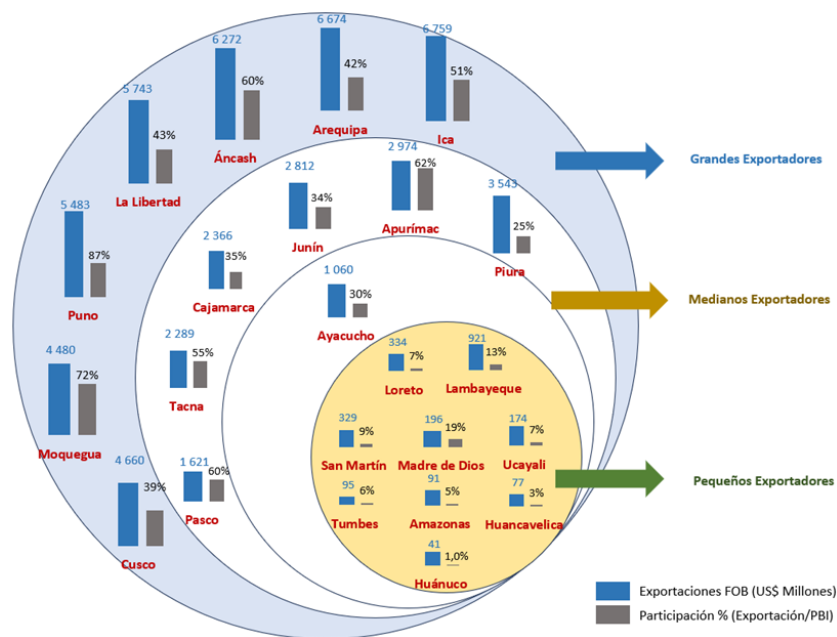 6 674
42%
Arequipa
6 759
51%
Ica
6 272
60%
Áncash
5 743
43%
La Libertad
5 483
87%
Puno
4 480
72%
Moquegua
4 660
39%
Cusco
Grandes Exportadores
2 974
62%
Apurímac
2 812
34%
Junín
3 543
25%
Piura
2 366
35%
Cajamarca
2 289
55%
Tacna
1 621
60%
Pasco
1 060
30%
Ayacucho
Medianos Exportadores
334
7%
Loreto
921
13%
Lambayeque
329
9%
San Martín
196
19%
Madre de Dios
174
7%
Ucayali
95
6%
Tumbes
91
5%
Amazonas
77
3%
Huancavelica
41
1,0%
Huánuco
Pequeños Exportadores
Exportaciones FOB (US$ Millones)
Participación % (Exportación/PBI)